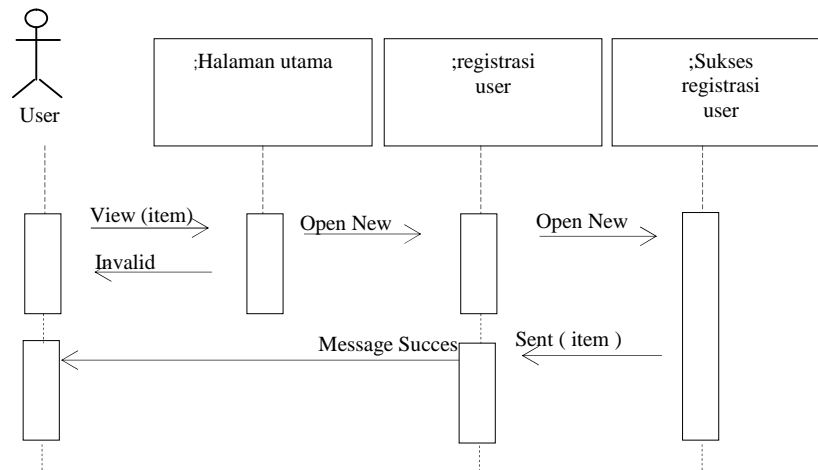 ;Halaman utama
;registrasi
user
;Sukses
registrasi
user
User
View (item)
Open New
Open New
Invalid
Message Succes
Sent ( item )